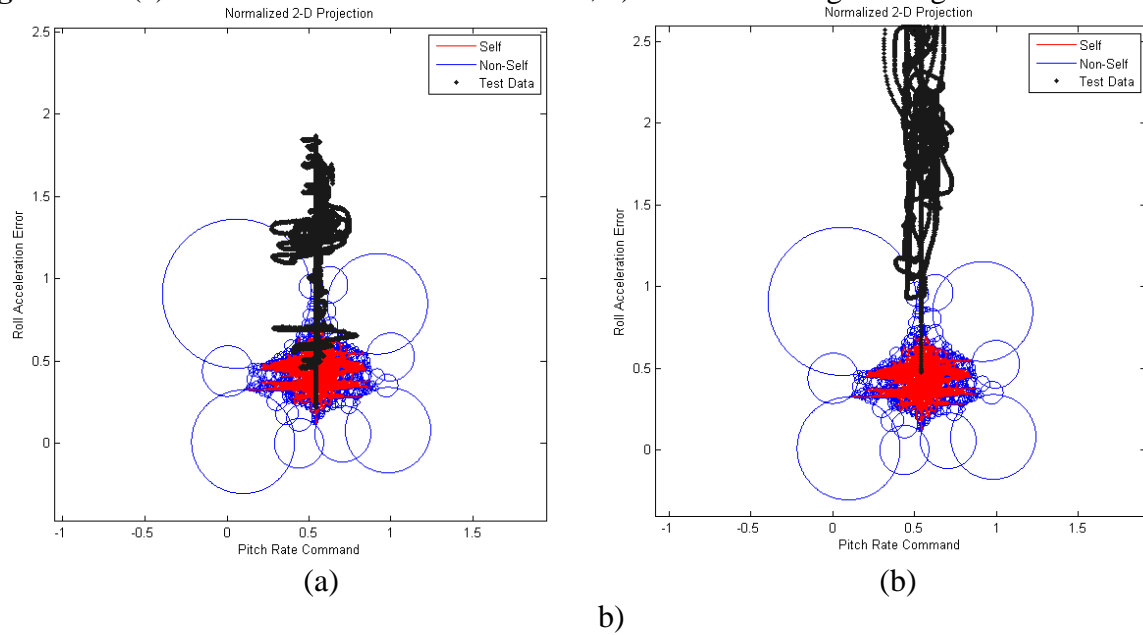 Normalized 2-D Projection
Self
Non-Self
Test Data
2.5
2
1.5
1
0.5
0
Roll Acceleration Error
-1 -0.5 0 0.5 1 1.5
Pitch Rate Command
(a)
Normalized 2-D Projection
Self
Non-Self
Test Data
2.5
2
1.5
1
0.5
0
Roll Acceleration Error
-1 -0.5 0 0.5 1 1.5
Pitch Rate Command
(b)
b)